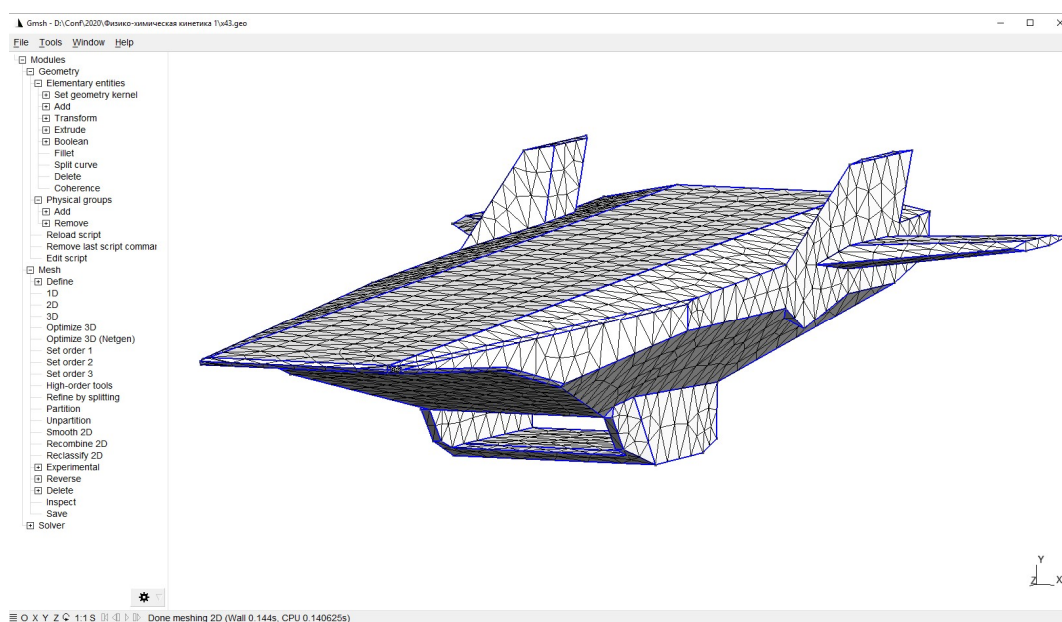 Gmsh - D:\Conf\2020\Физико-химическая кинетика 1\x43.geo
File Tools Window Help
Modules
Geometry
Elementary entities
Set geometry kernel
Add
Transform
Extrude
Boolean
Fillet
Split curve
Delete
Coherence
Physical groups
Add
Remove
Reload script
Remove last script commar
Edit script
Mesh
Define
1D
2D
3D
Optimize 3D
Optimize 3D (Netgen)
Set order 1
Set order 2
Set order 3
High-order tools
Refine by splitting
Partition
Unpartition
Smooth 2D
Recombine 2D
Reclassify 2D
Experimental
Reverse
Delete
Inspect
Save
Solver
Y
Z X
O X Y Z 1:1 S Done meshing 2D (Wall 0.144s, CPU 0.140625s)